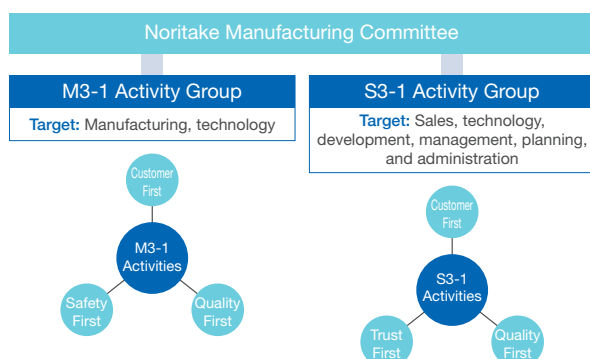 Noritake Manufacturing Committee
M3-1 Activity Group
Target: Manufacturing, technology
Customer
First
M3-1
Activities
Safety
First
Quality
First
S3-1 Activity Group
Target: Sales, technology,
development, management, planning,
and administration
Customer
First
S3-1
Activities
Trust
First
Quality
First